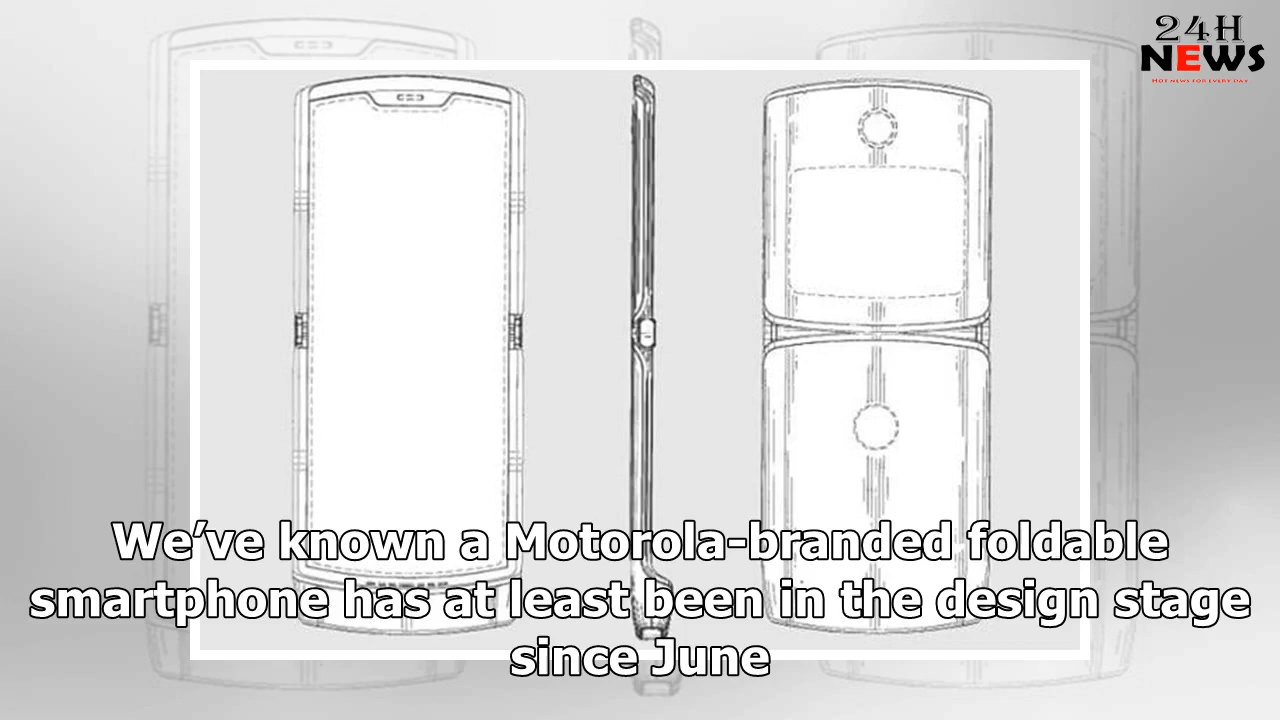 24H
NEWS
HOT NEWS FOR EVERY DAY
We’ve known a Motorola-branded foldable
smartphone has at least been in the design stage
since June